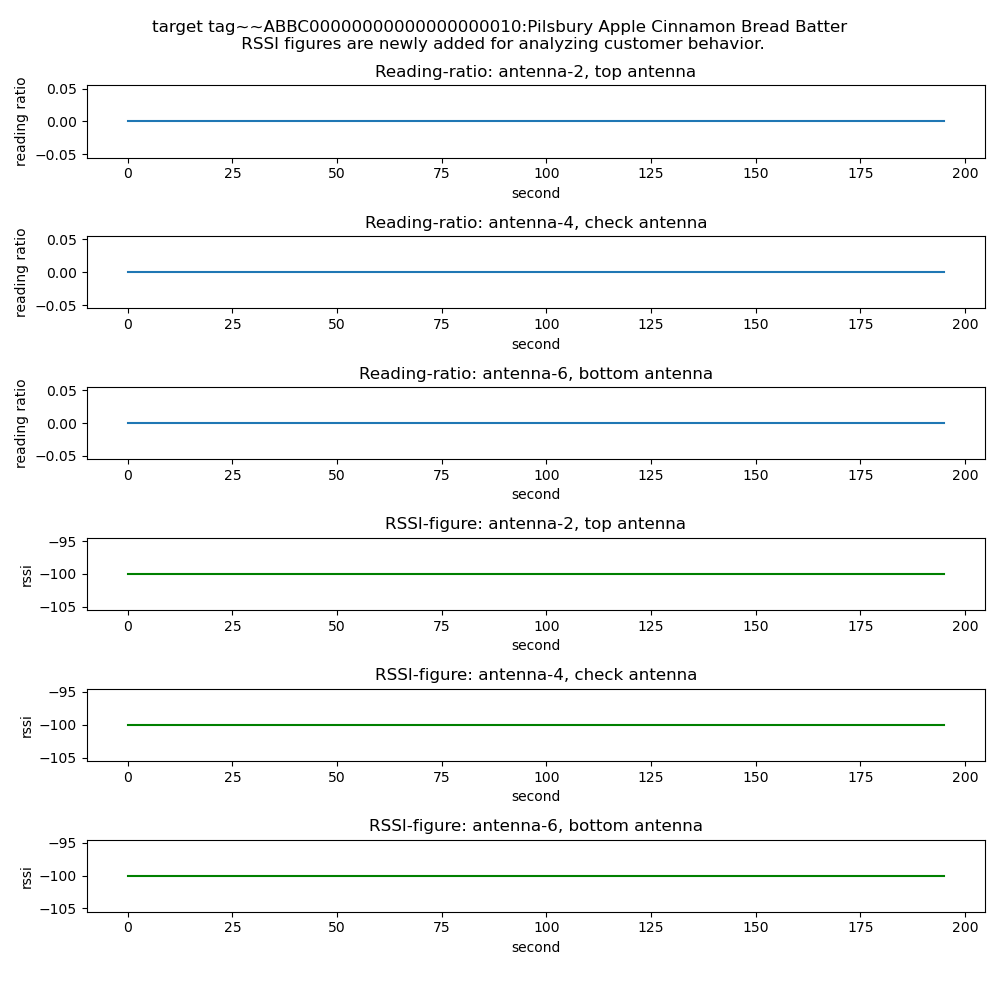 target tag~~ABBC00000000000000000010:Pilsbury Apple Cinnamon Bread Batter
RSSI figures are newly added for analyzing customer behavior.
Reading-ratio: antenna-2, top antenna
reading ratio
0.05
0.00
−0.05
0 25 50 75 100 125 150 175 200
second
Reading-ratio: antenna-4, check antenna
reading ratio
0.05
0.00
−0.05
0 25 50 75 100 125 150 175 200
second
Reading-ratio: antenna-6, bottom antenna
reading ratio
0.05
0.00
−0.05
0 25 50 75 100 125 150 175 200
second
RSSI-figure: antenna-2, top antenna
rssi
−95
−100
−105
0 25 50 75 100 125 150 175 200
second
RSSI-figure: antenna-4, check antenna
rssi
−95
−100
−105
0 25 50 75 100 125 150 175 200
second
RSSI-figure: antenna-6, bottom antenna
rssi
−95
−100
−105
0 25 50 75 100 125 150 175 200
second